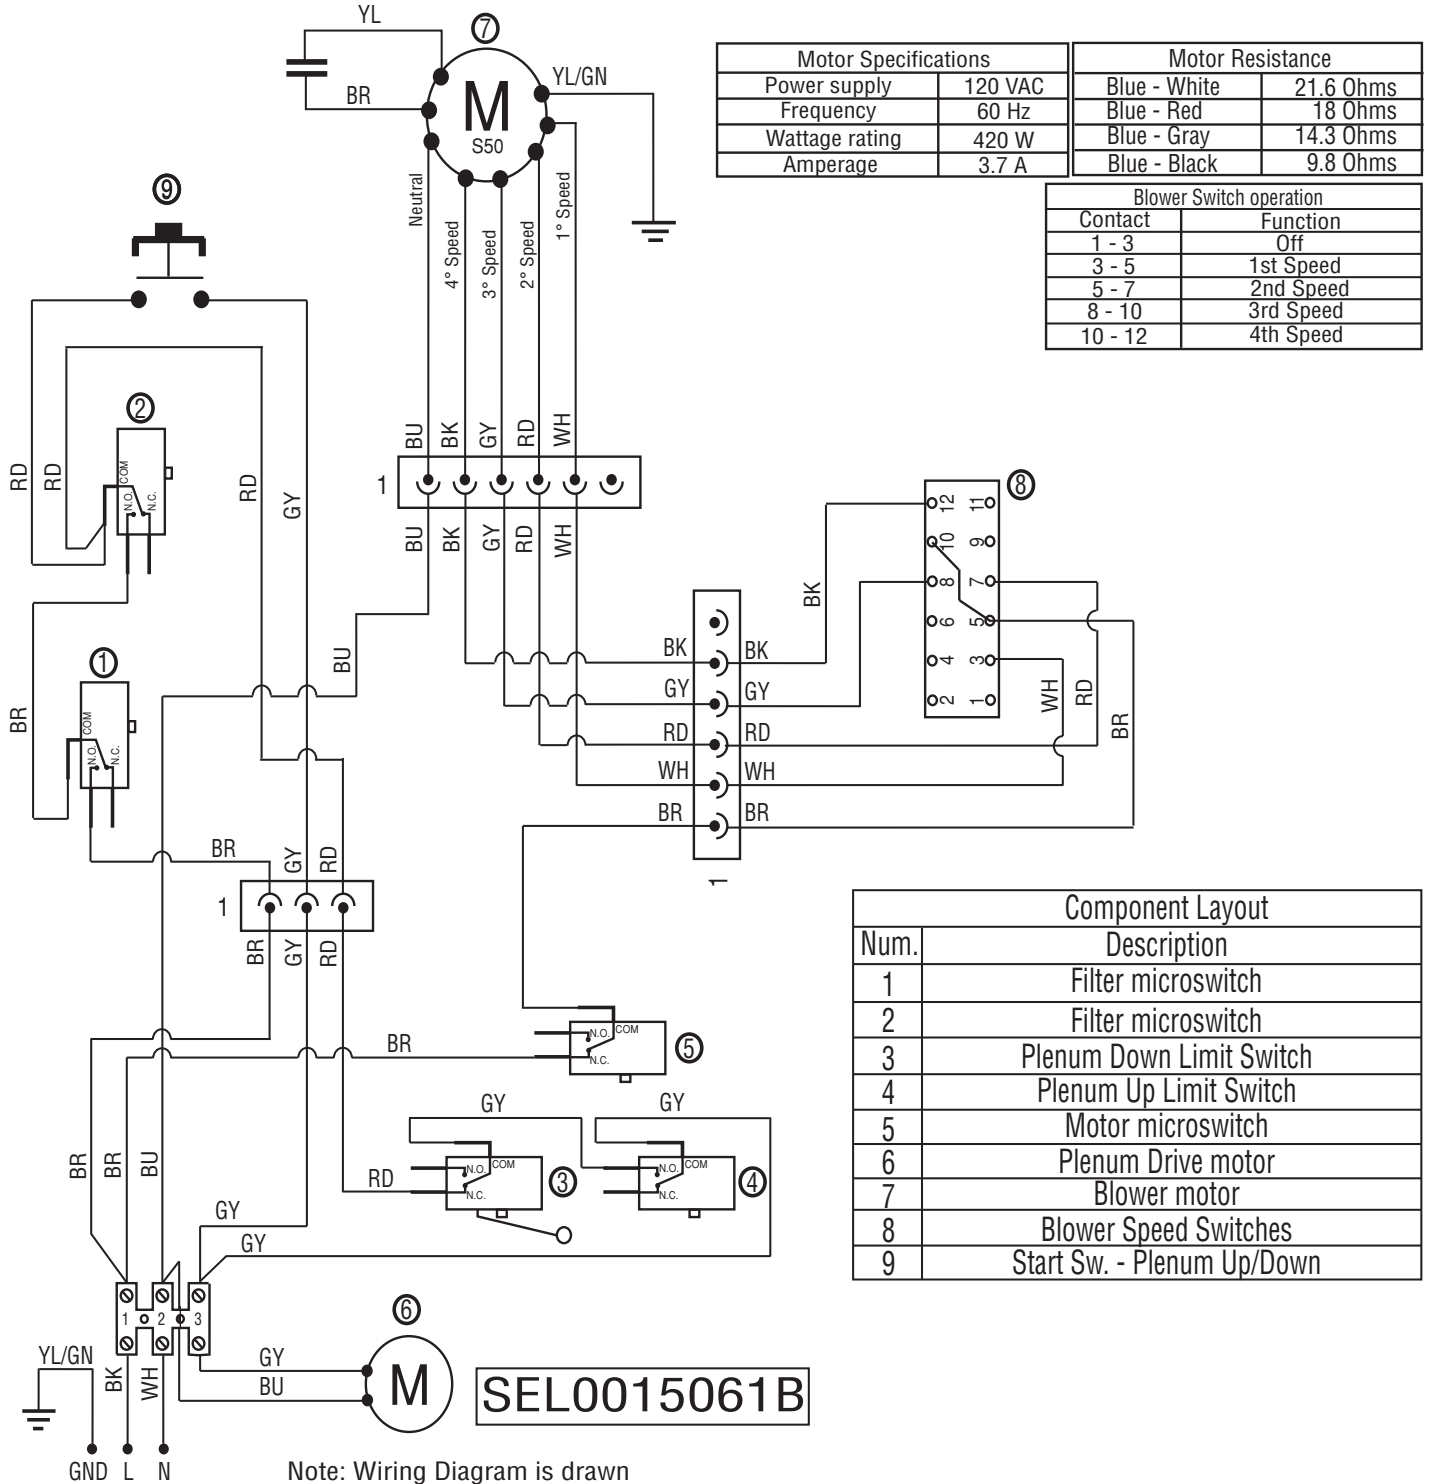 YL
7
BR
YL/GN
M
S50
Neutral
4° Speed
3° Speed
2° Speed
1° Speed
Motor Specifications
Power supply 120 VAC
Frequency 60 Hz
Wattage rating 420 W
Amperage 3.7 A
Motor Resistance
Blue - White 21.6 Ohms
Blue - Red 18 Ohms
Blue - Gray 14.3 Ohms
Blue - Black 9.8 Ohms
Blower Switch operation
Contact Function
1 - 3 Off
3 - 5 1st Speed
5 - 7 2nd Speed
8 - 10 3rd Speed
10 - 12 4th Speed
9
2
COM
N.O.
N.C.
RD
RD
RD
GY
BU
BK
GY
RD
WH
1
BU
BK
GY
RD
WH
8
12 11
10 9
8 7
6 5
4 3
2 1
BK
WH
RD
BR
BU
BK BK
GY GY
RD RD
WH WH
BR BR
1
1
COM
N.O.
N.C.
BR
BR
GY
RD
1
BR
GY
RD
BR
N.O. COM
N.C.
5
GY
GY
RD
N.O. COM
N.C.
3
N.O. COM
N.C.
4
BR
BR
BU
GY
GY
1 2 3
YL/GN
BK
WH
GY
BU
6
M
SEL0015061B
GND L N
Note: Wiring Diagram is drawn
Component Layout
Num. Description
1 Filter microswitch
2 Filter microswitch
3 Plenum Down Limit Switch
4 Plenum Up Limit Switch
5 Motor microswitch
6 Plenum Drive motor
7 Blower motor
8 Blower Speed Switches
9 Start Sw. - Plenum Up/Down